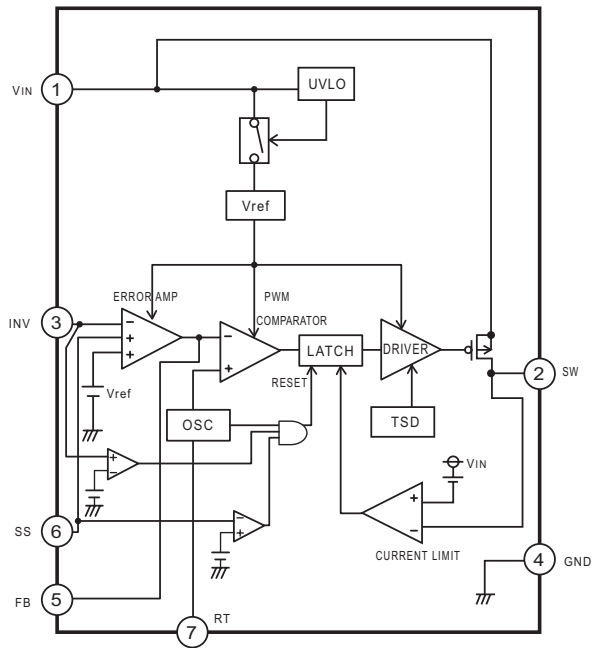 VIN
1
UVLO
Vref
ERROR AMP
PWM
COMPARATOR
INV
3
−
+
+
−
+
LATCH
DRIVER
2
SW
RESET
Vref
OSC
TSD
+
−
VIN
SS
6
−
+
+
−
CURRENT LIMIT
4
GND
FB
5
7
RT